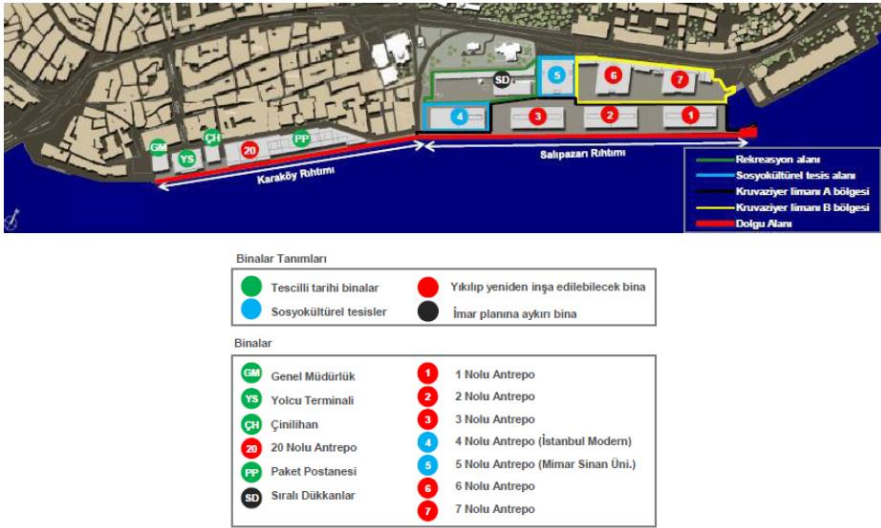 SD
5
6
7
4
3
2
1
GM
YS
ÇH
20
PP
Karaköy Rıhtımı
Salıpazarı Rıhtımı
Rekreasyon alanı
Sosyokültürel tesis alanı
Kruvaziyer limanı A bölgesi
Kruvaziyer limanı B bölgesi
Dolgu Alanı
Binalar Tanımları
Tescilli tarihi binalar
Sosyokültürel tesisler
Yıkılıp yeniden inşa edilebilecek bina
İmar planına aykırı bina
Binalar
GM Genel Müdürlük
YS Yolcu Terminali
ÇH Çinilihan
20 20 Nolu Antrepo
PP Paket Postanesi
SD Sıralı Dükkanlar
1 1 Nolu Antrepo
2 2 Nolu Antrepo
3 3 Nolu Antrepo
4 4 Nolu Antrepo (İstanbul Modern)
5 5 Nolu Antrepo (Mimar Sinan Üni.)
6 6 Nolu Antrepo
7 7 Nolu Antrepo